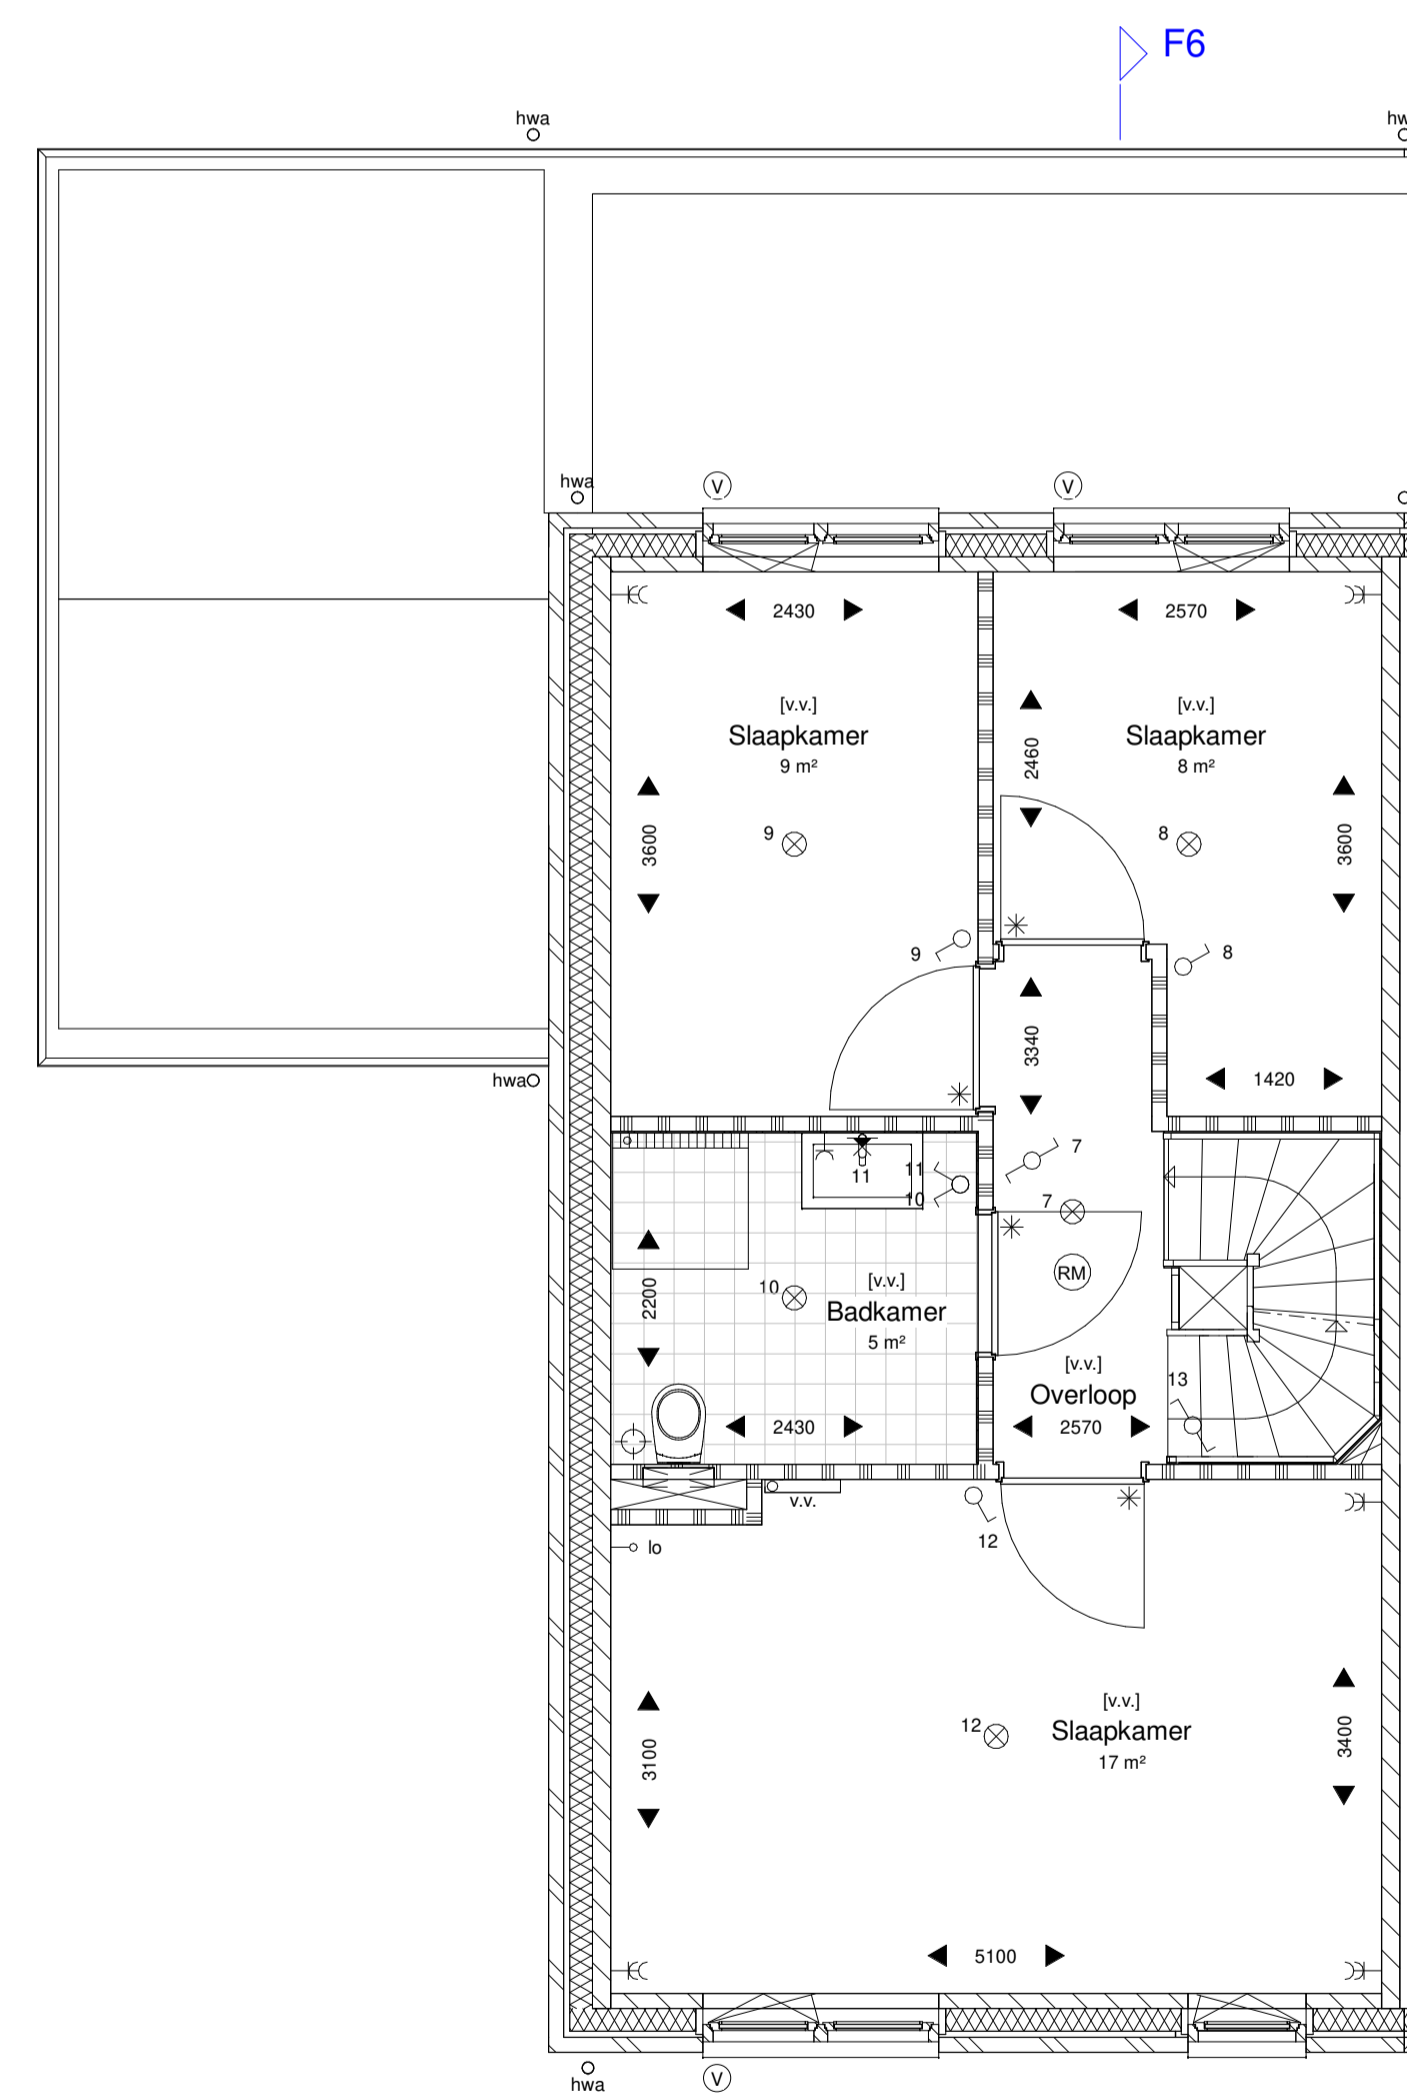 F6
hwa
hw
hwa
V
V
2430
2570
[v.v.]
Slaapkamer
9 m²
[v.v.]
Slaapkamer
8 m²
2460
3600
3600
9
8
9
8
3340
hwa
1420
11
11
10
7
7
RM
2200
10
[v.v.]
Badkamer
5 m²
[v.v.]
Overloop
13
2430
2570
v.v.
12
lo
[v.v.]
12
Slaapkamer
17 m²
3100
3400
5100
hwa
V